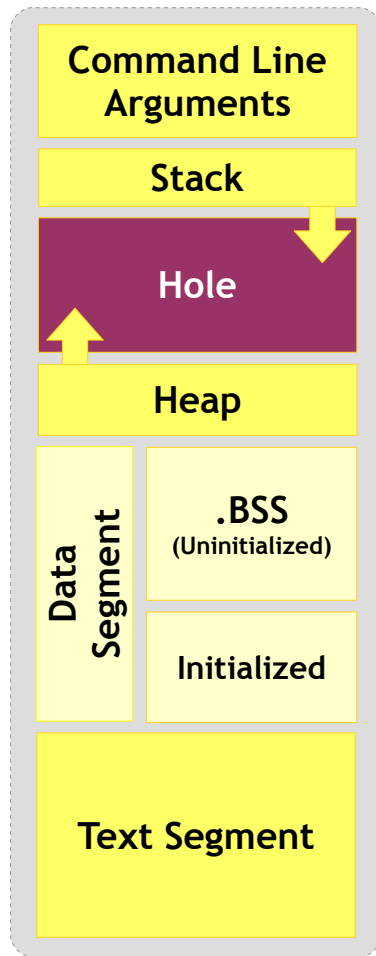 Command Line
Arguments
Stack
Hole
Heap
Data
Segment
.BSS
(Uninitialized)
Initialized
Text Segment